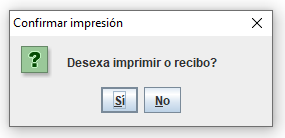 Confirmar impresión
Desexa imprimir o recibo?
Sí
No